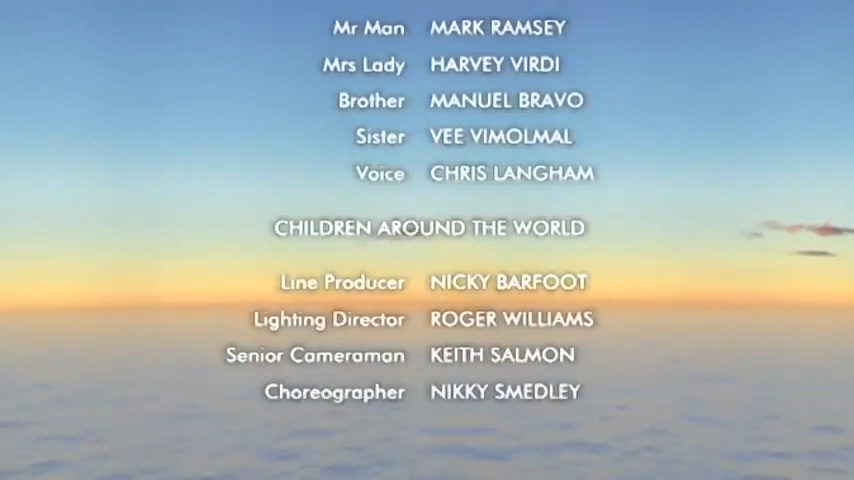 Mr Man MARK RAMSEY
Mrs Lady HARVEY VIRDI
Brother MANUEL BRAVO
Sister VEE VIMOLMAL
Voice CHRIS LANGHAM
CHILDREN AROUND THE WORLD
Line Producer NICKY BARFOOT
Lighting Director ROGER WILLIAMS
Senior Cameraman KEITH SALMON
Choreographer NIKKY SMEDLEY